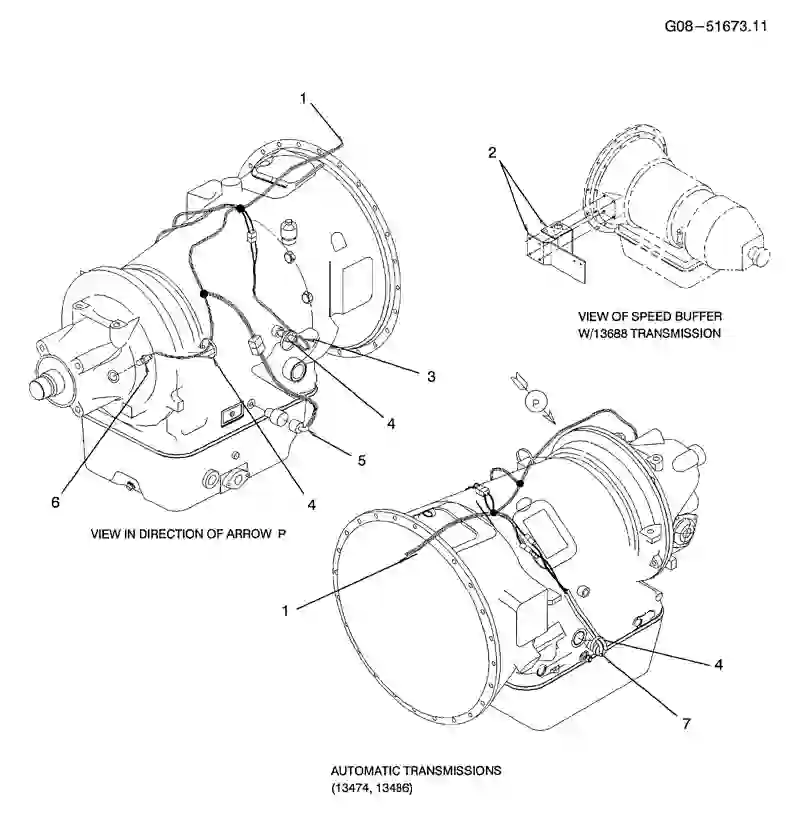 G08-51673.11
1
2
VIEW OF SPEED BUFFER
W/13688 TRANSMISSION
3
4
5
P
6
4
VIEW IN DIRECTION OF ARROW P
1
4
7
AUTOMATIC TRANSMISSIONS
(13474, 13486)